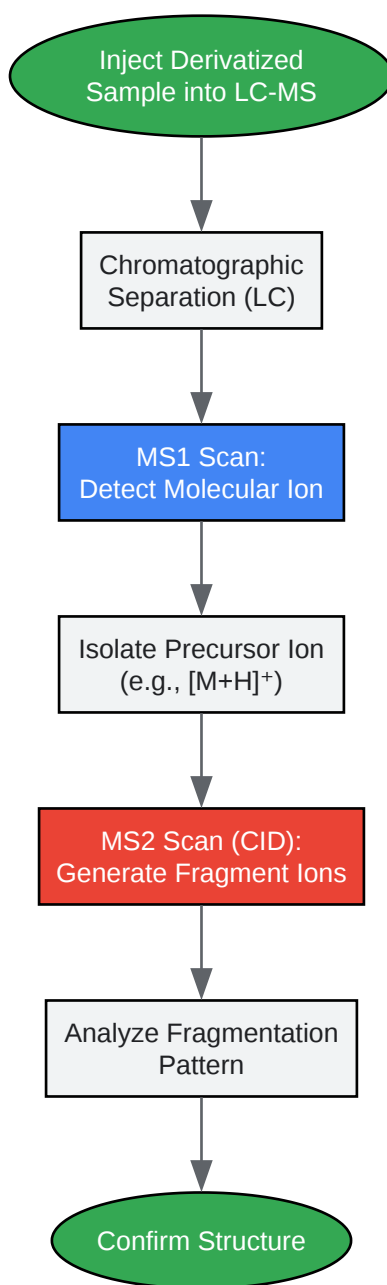 Inject Derivatized
Sample into LC-MS
Chromatographic
Separation (LC)
MS1 Scan:
Detect Molecular Ion
Isolate Precursor Ion
(e.g., [M+H]⁺)
MS2 Scan (CID):
Generate Fragment Ions
Analyze Fragmentation
Pattern
Confirm Structure